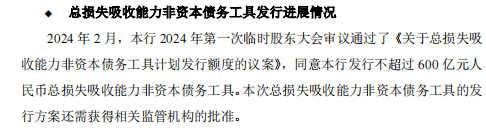 ◆ 总损失吸收能力非资本债务工具发行进展情况
2024 年 2 月，本行 2024 年第一次临时股东大会审议通过了《关于总损失吸
收能力非资本债务工具计划发行额度的议案》，同意本行发行不超过 600 亿元人
民币总损失吸收能力非资本债务工具。本次总损失吸收能力非资本债务工具的发
行方案还需获得相关监管机构的批准。